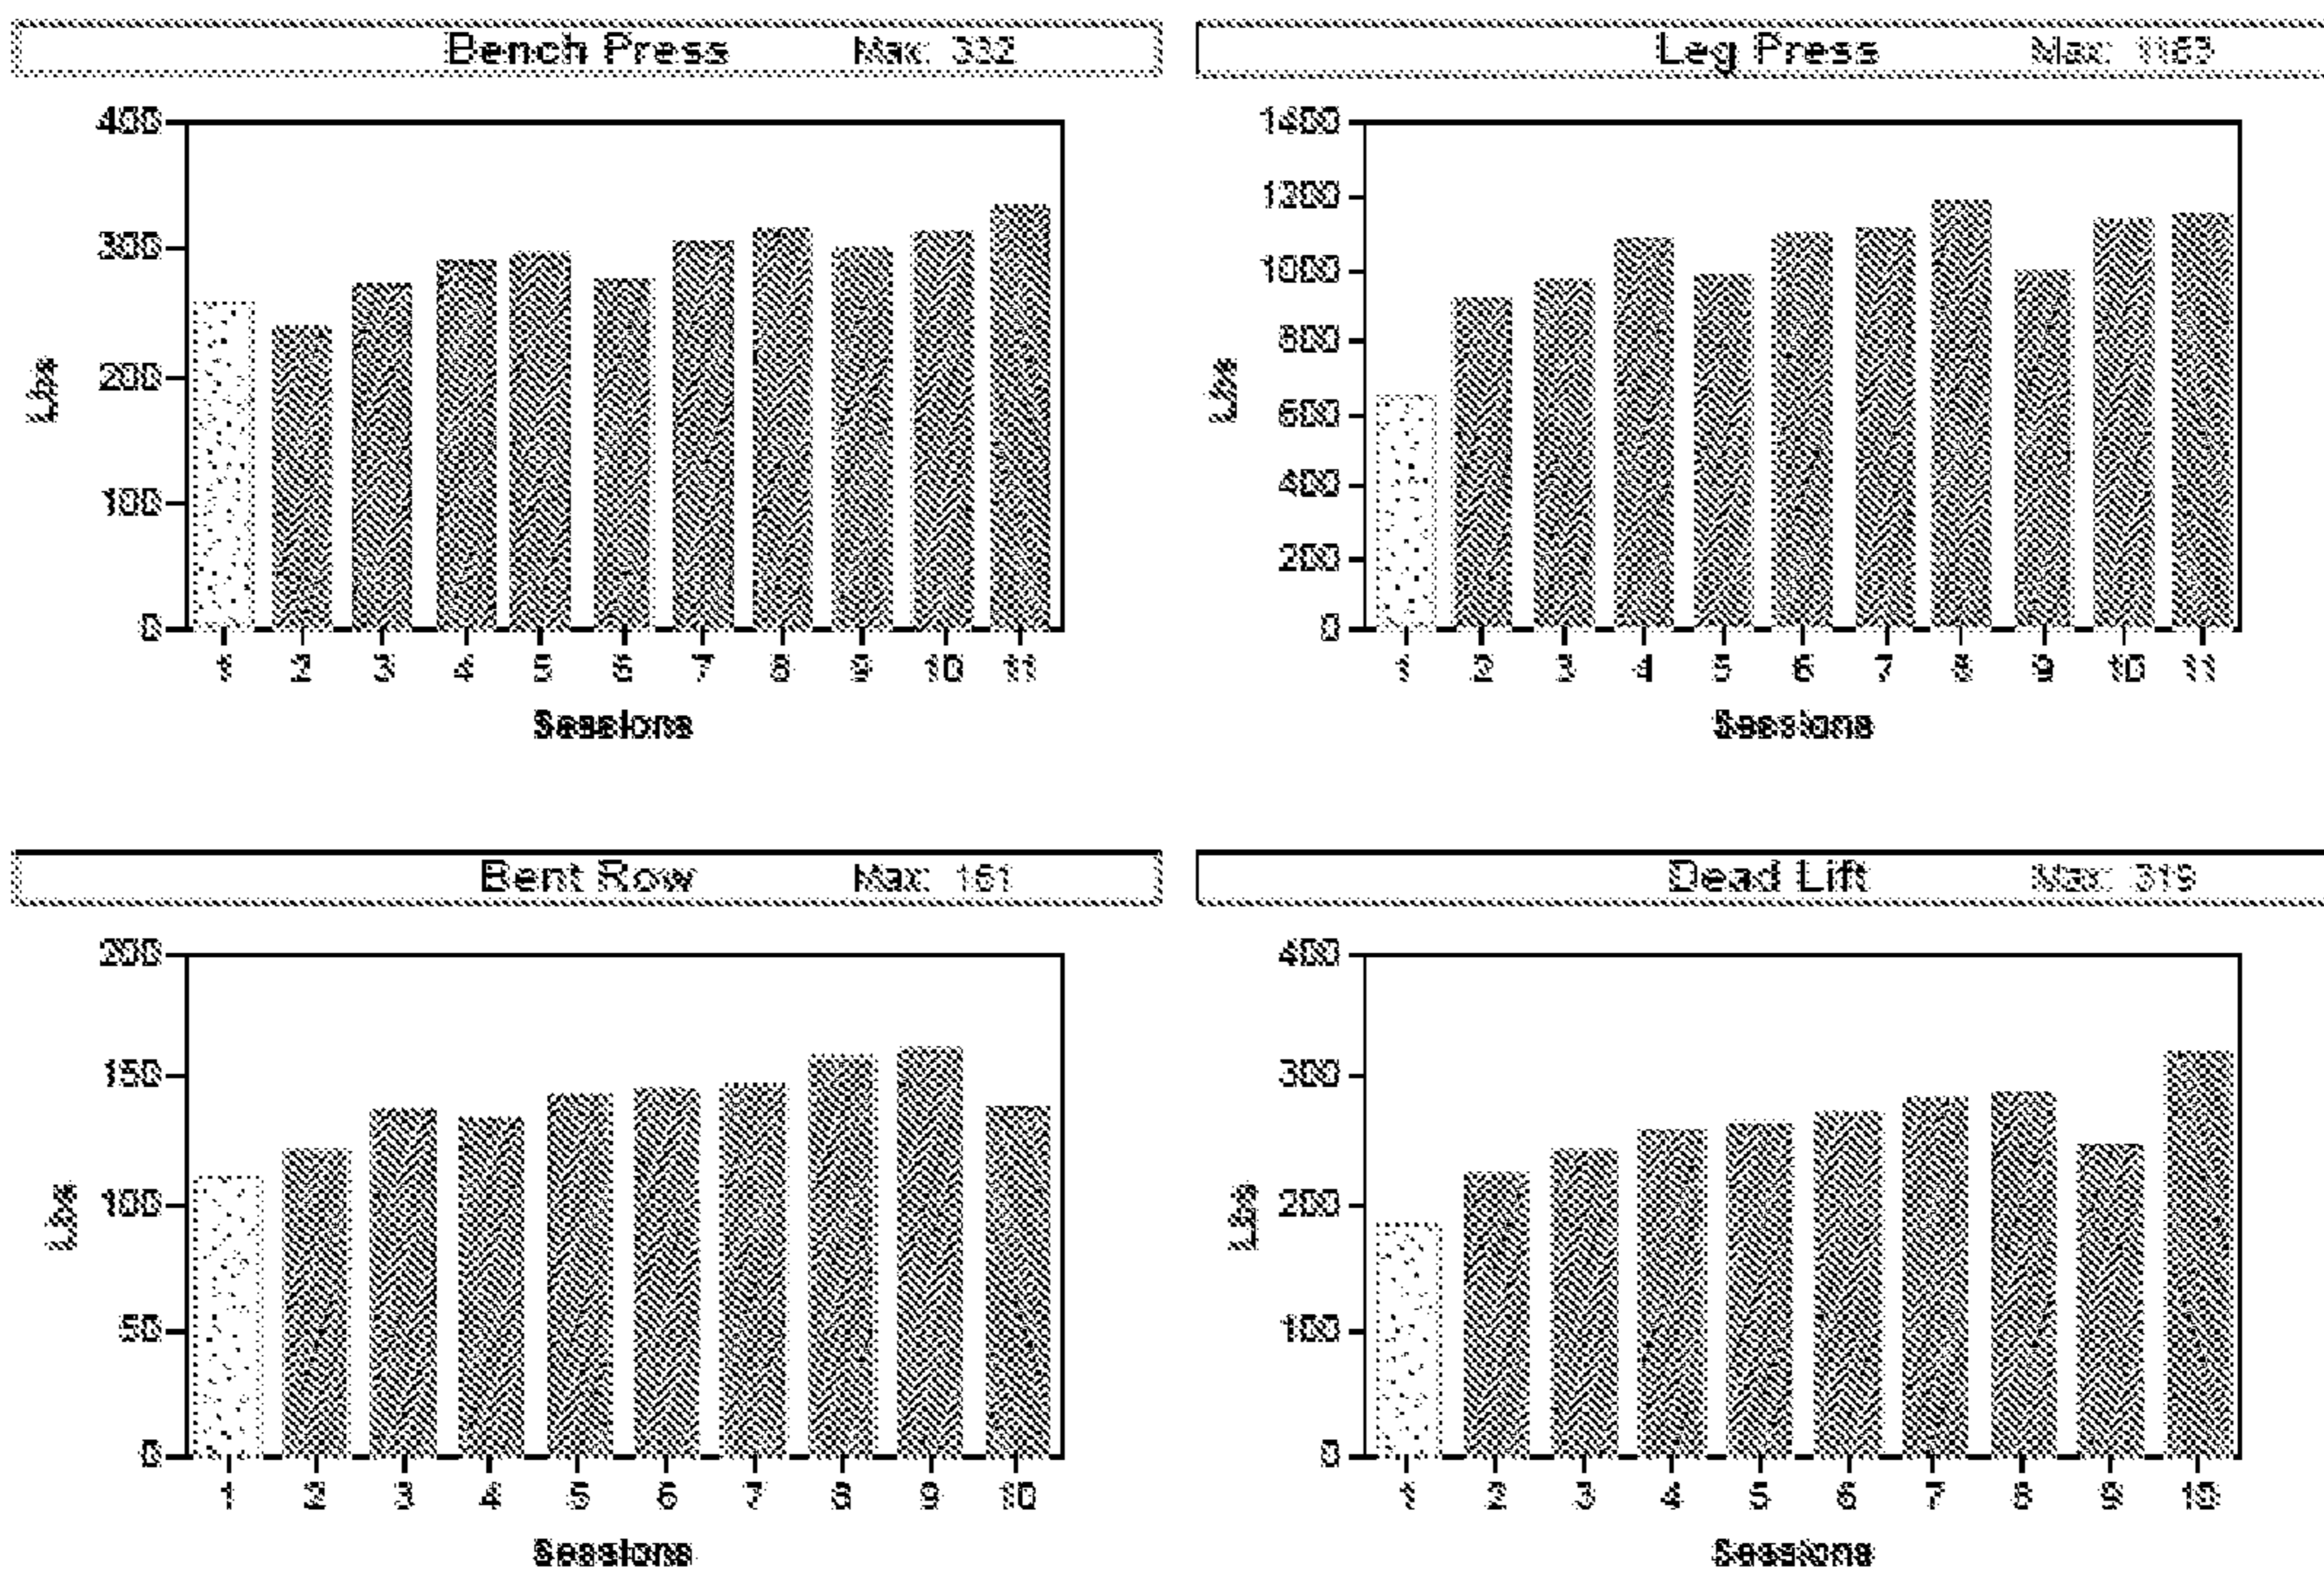 Bench Press Max: 332
400
300
200
100
0
Lbs
1 2 3 4 5 6 7 8 9 10 11
Sessions
Leg Press Max:
1400
1200
1000
800
600
400
200
0
Lbs
1 2 3 4 5 6 7 8 9 10 11
Sessions
Bent Row Max: 161
200
150
100
50
0
Lbs
1 2 3 4 5 6 7 8 9 10
Sessions
Dead Lift Max: 319
400
300
200
100
0
Lbs
1 2 3 4 5 6 7 8 9 10
Sessions